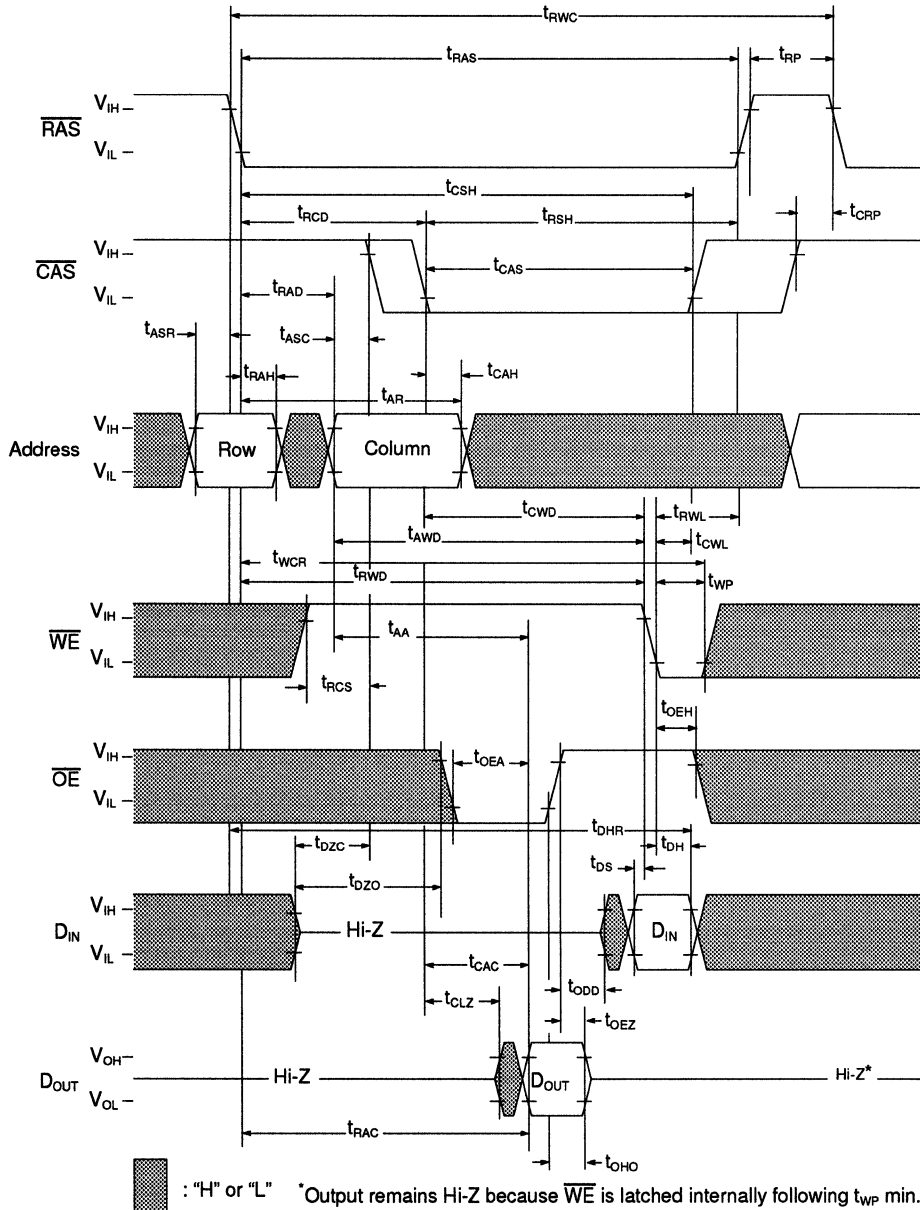 tRWC
tRAS
tRP
VIH
RAS
VIL
tCSH
tRCD
tRSH
tCRP
VIH
CAS
tCAS
VIL
tRAD
tASR
tASC
tRAH
tCAH
tAR
VIH
Address
Row
Column
VIL
tCWD
tRWL
tAWD
tCWL
tWCR
tRWD
tWP
VIH
WE
tAA
VIL
tRCS
tOEH
VIH
OE
tOEA
VIL
tDHR
tDZC
tDH
tDS
tDZO
VIH
DIN
Hi-Z
DIN
VIL
tCAC
tODD
tCLZ
tOEZ
VOH
DOUT
Hi-Z
DOUT
Hi-Z*
VOL
tRAC
tOHO
: "H" or "L"
*Output remains Hi-Z because WE is latched internally following tWP min.